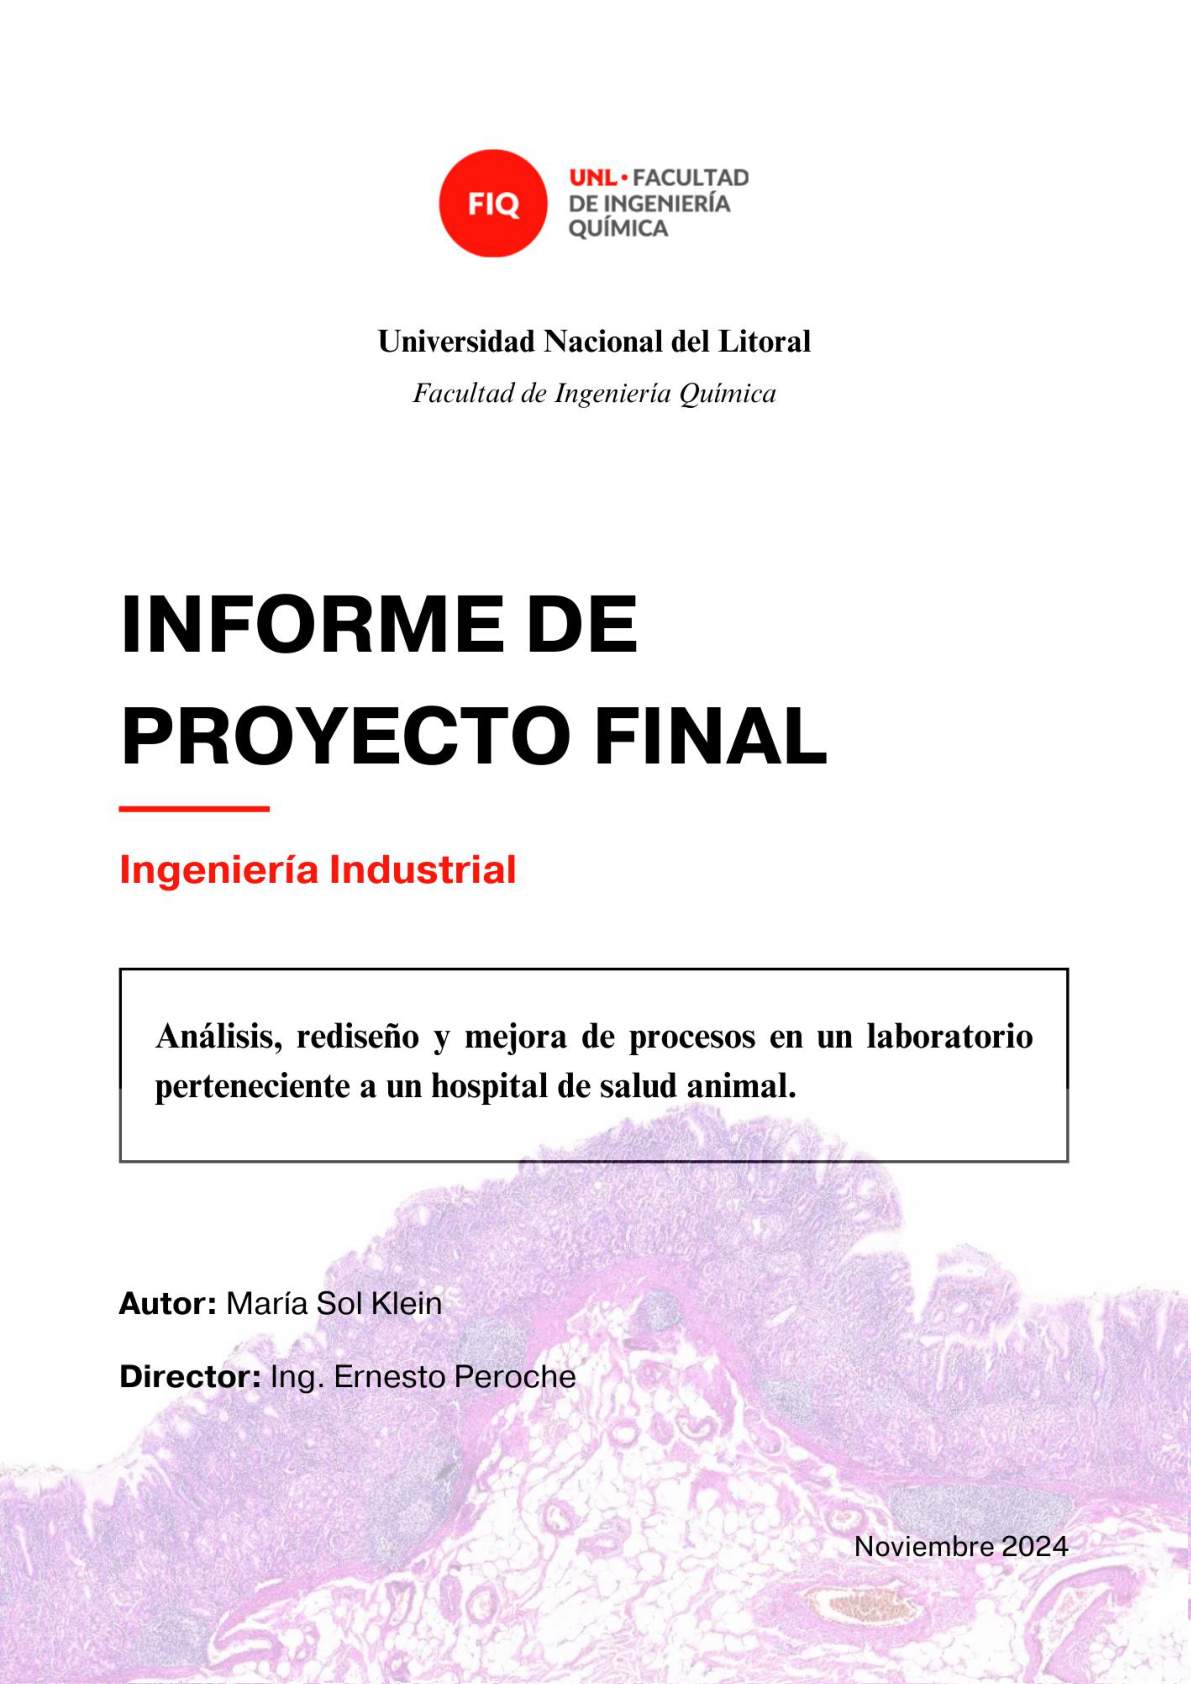 FIQ
UNL • FACULTAD
DE INGENIERÍA
QUÍMICA
Universidad Nacional del Litoral
Facultad de Ingeniería Química
INFORME DE
PROYECTO FINAL
Ingeniería Industrial
Análisis, rediseño y mejora de procesos en un laboratorio
perteneciente a un hospital de salud animal.
Autor: María Sol Klein
Director: Ing. Ernesto Peroche
Noviembre 2024